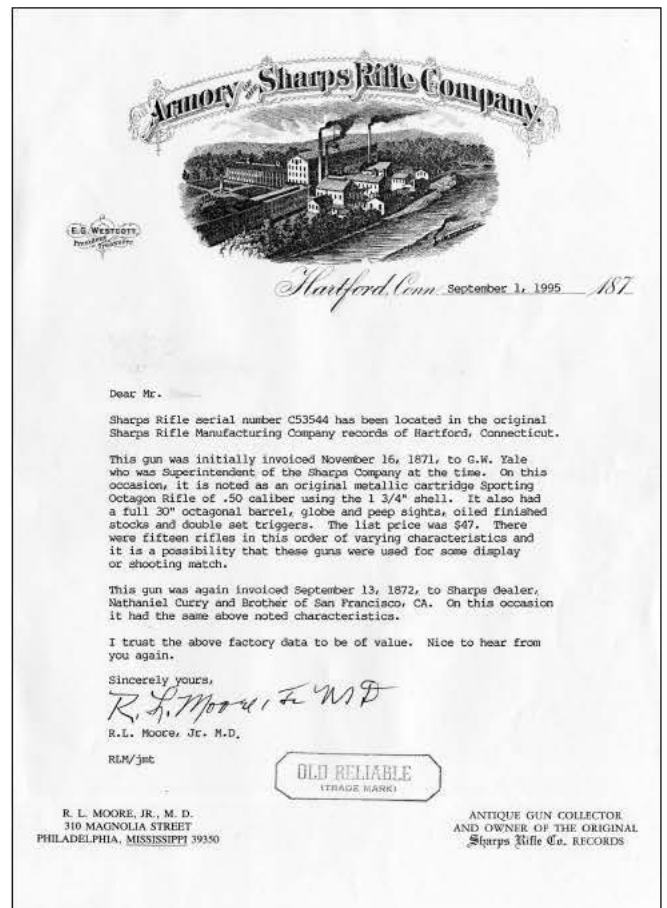 Armory of the Sharps Rifle Company.
E.G. WESTCOTT,
President & Treasurer
Hartford, Conn September 1, 1995 187
Dear Mr.
Sharps Rifle serial number C53544 has been located in the original
Sharps Rifle Manufacturing Company records of Hartford, Connecticut.
This gun was initially invoiced November 16, 1871, to G.W. Yale
who was Superintendent of the Sharps Company at the time. On this
occasion, it is noted as an original metallic cartridge Sporting
Octagon Rifle of .50 caliber using the 1 3/4" shell. It also had
a full 30" octagonal barrel, globe and peep sights, oiled finished
stocks and double set triggers. The list price was $47. There
were fifteen rifles in this order of varying characteristics and
it is a possibility that these guns were used for some display
or shooting match.
This gun was again invoiced September 13, 1872, to Sharps dealer,
Nathaniel Curry and Brother of San Francisco, CA. On this occasion
it had the same above noted characteristics.
I trust the above factory data to be of value. Nice to hear from
you again.
Sincerely yours,
R. L. Moore, Jr MD
R.L. Moore, Jr. M.D.
RLM/jmt
OLD RELIABLE
(TRADE MARK)
R. L. MOORE, JR., M. D.
310 MAGNOLIA STREET
PHILADELPHIA, MISSISSIPPI 39350
ANTIQUE GUN COLLECTOR
AND OWNER OF THE ORIGINAL
Sharps Rifle Co. RECORDS